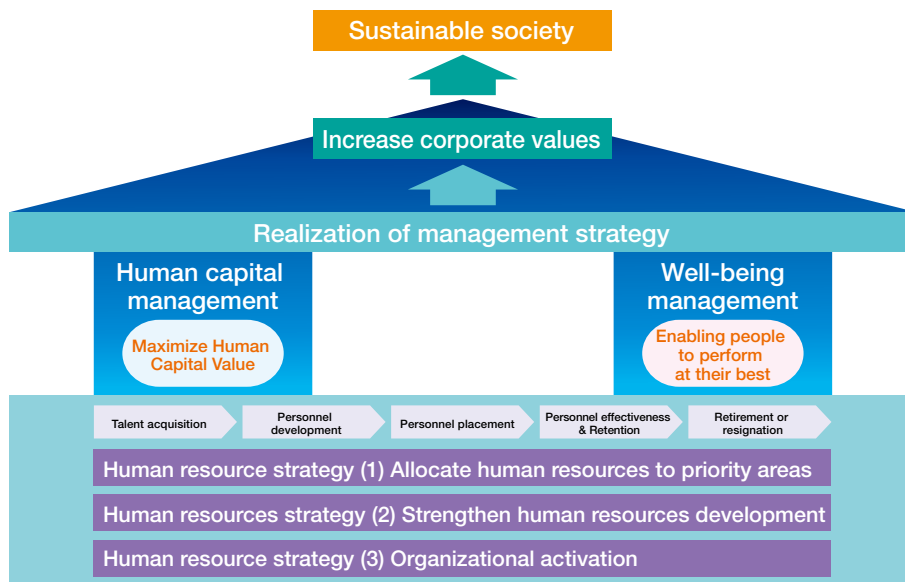 Sustainable society
Increase corporate values
Realization of management strategy
Human capital
management
Maximize Human
Capital Value
Well-being
management
Enabling people
to perform
at their best
Talent acquisition
Personnel
development
Personnel placement
Personnel effectiveness
& Retention
Retirement or
resignation
Human resource strategy (1) Allocate human resources to priority areas
Human resources strategy (2) Strengthen human resources development
Human resource strategy (3) Organizational activation